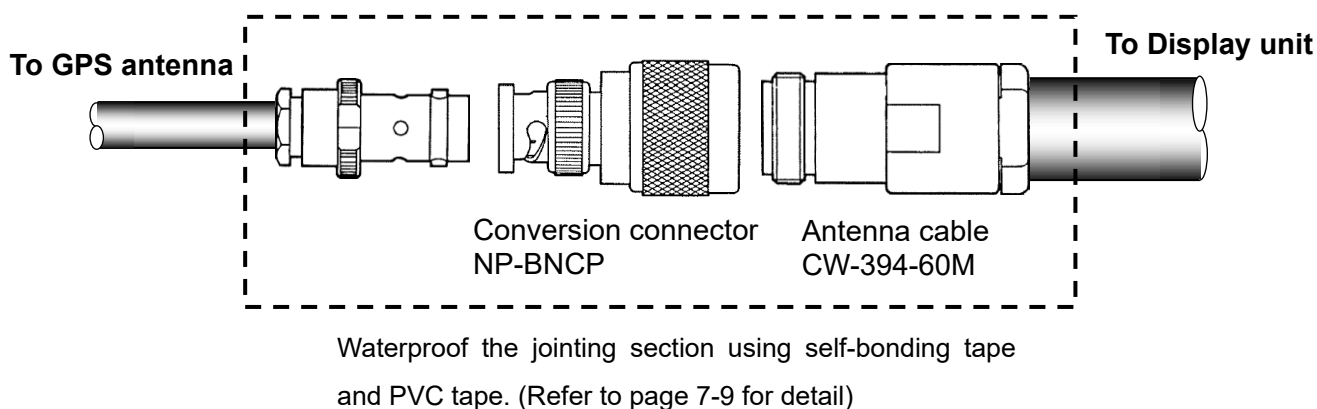 To GPS antenna
To Display unit
Conversion connector
NP-BNCP
Antenna cable
CW-394-60M
Waterproof the jointing section using self-bonding tape
and PVC tape. (Refer to page 7-9 for detail)